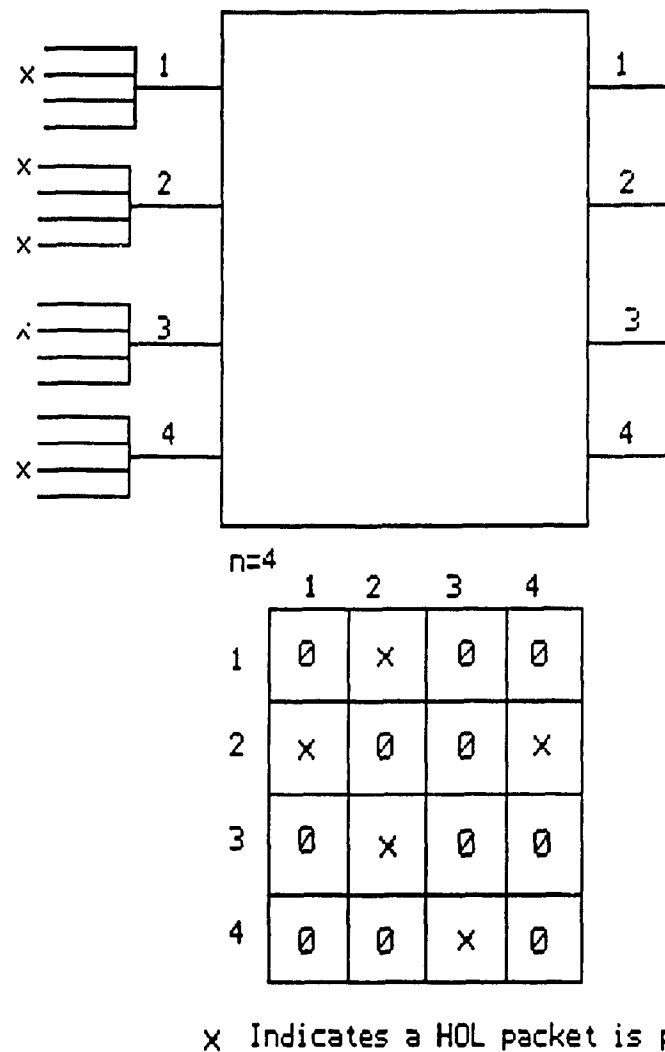 x 1 1
x 2 2
x
3 3
4 4
x
n=4
1 2 3 4
1 0 x 0 0
2 x 0 0 x
3 0 x 0 0
4 0 0 x 0
x Indicates a HOL packet is